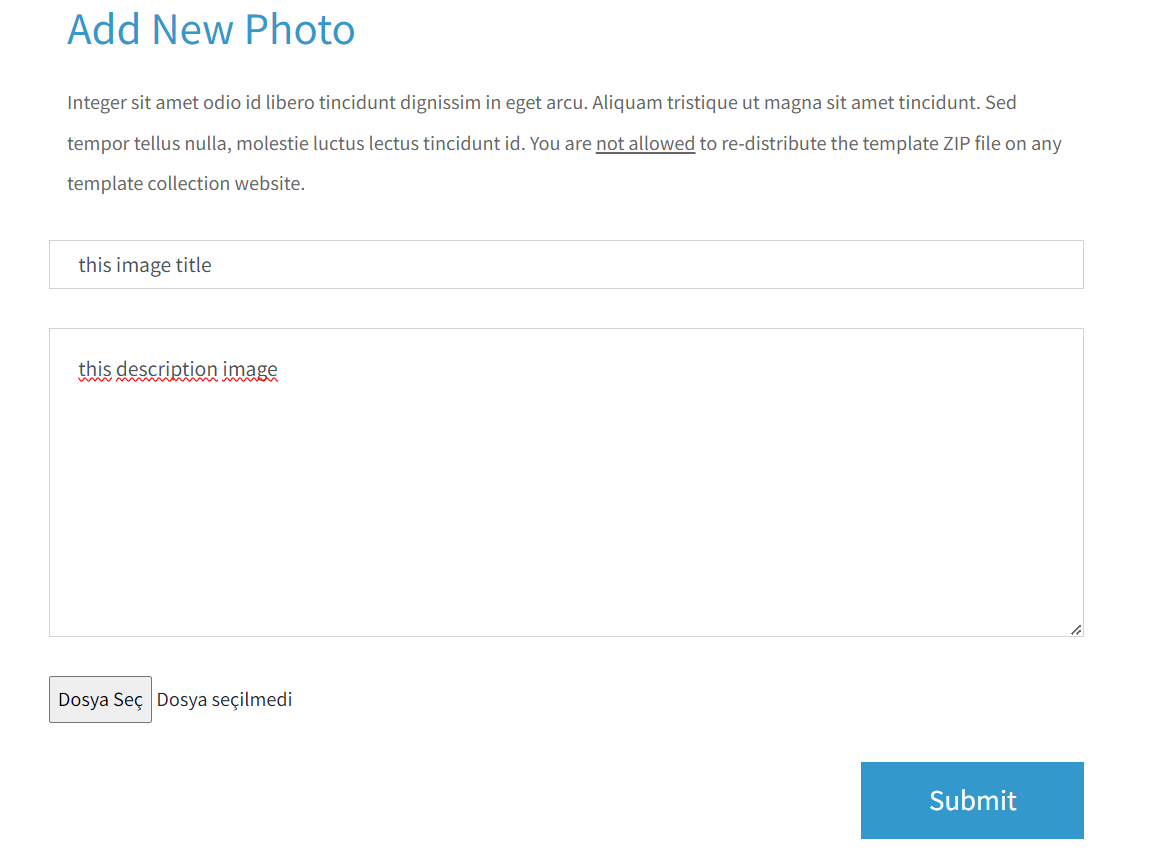 Add New Photo
Integer sit amet odio id libero tincidunt dignissim in eget arcu. Aliquam tristique ut magna sit amet tincidunt. Sed
tempor tellus nulla, molestie luctus lectus tincidunt id. You are not allowed to re-distribute the template ZIP file on any
template collection website.
this image title
this description image
Dosya Seç Dosya seçilmedi
Submit